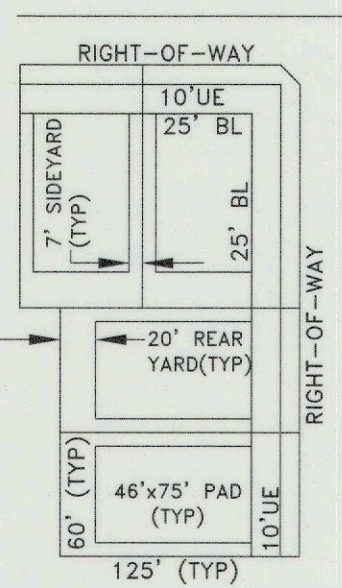 RIGHT-OF-WAY
10'UE
25' BL
7' SIDEYARD
(TYP)
25' BL
RIGHT-OF-WAY
20' REAR
YARD(TYP)
60' (TYP)
46'x75' PAD
(TYP)
10'UE
125' (TYP)